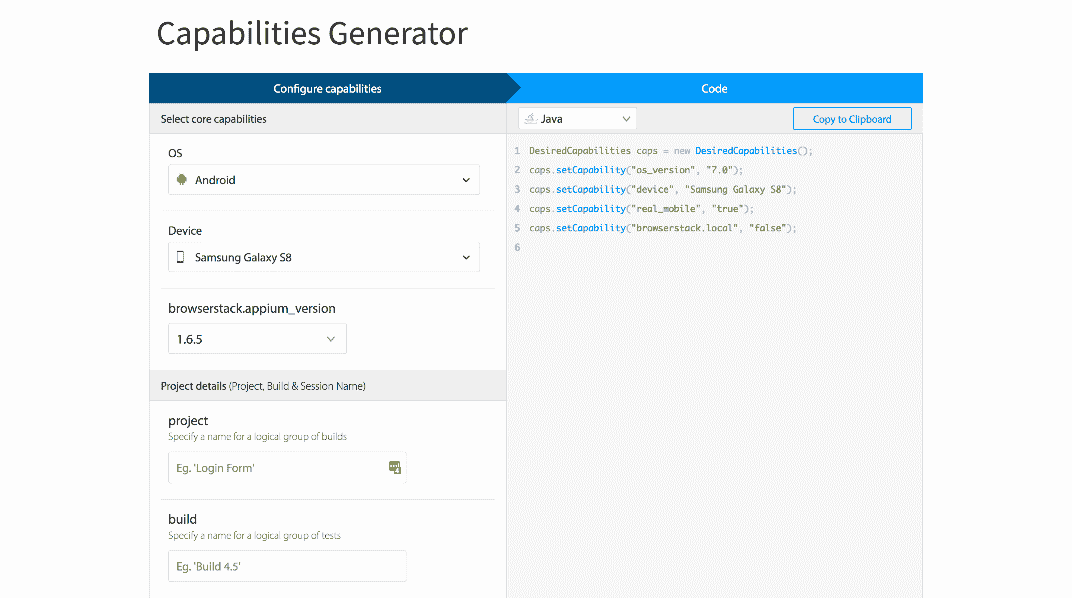 Capabilities Generator
Configure capabilities
Code
Select core capabilities
Java
Copy to Clipboard
OS
Android
Device
Samsung Galaxy S8
browserstack.appium_version
1.6.5
Project details (Project, Build & Session Name)
project
Specify a name for a logical group of builds
Eg. 'Login Form'
build
Specify a name for a logical group of tests
Eg. 'Build 4.5'
1 DesiredCapabilities caps = new DesiredCapabilities();
2 caps.setCapability("os_version", "7.0");
3 caps.setCapability("device", "Samsung Galaxy S8");
4 caps.setCapability("real_mobile", "true");
5 caps.setCapability("browserstack.local", "false");
6